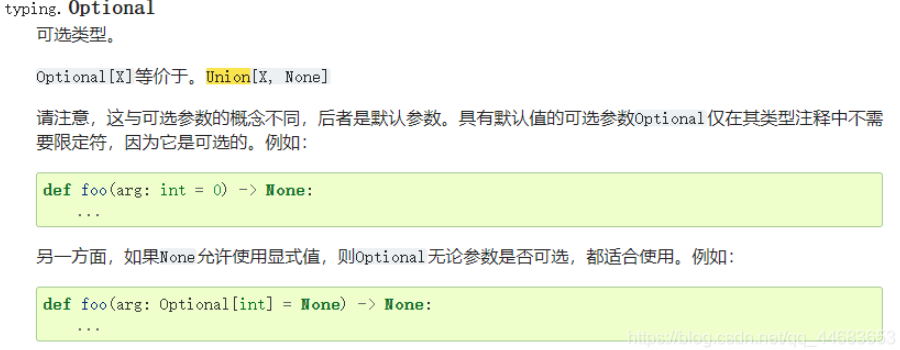 typing.Optional
可选类型。
Optional[X]等价于。Union[X, None]
请注意，这与可选参数的概念不同，后者是默认参数。具有默认值的可选参数Optional仅在其类型注释中不需
要限定符，因为它是可选的。例如：
def foo(arg: int = 0) -> None:
...
另一方面，如果None允许使用显式值，则Optional无论参数是否可选，都适合使用。例如：
def foo(arg: Optional[int] = None) -> None:
...
https://blog.csdn.net/qq_44683653